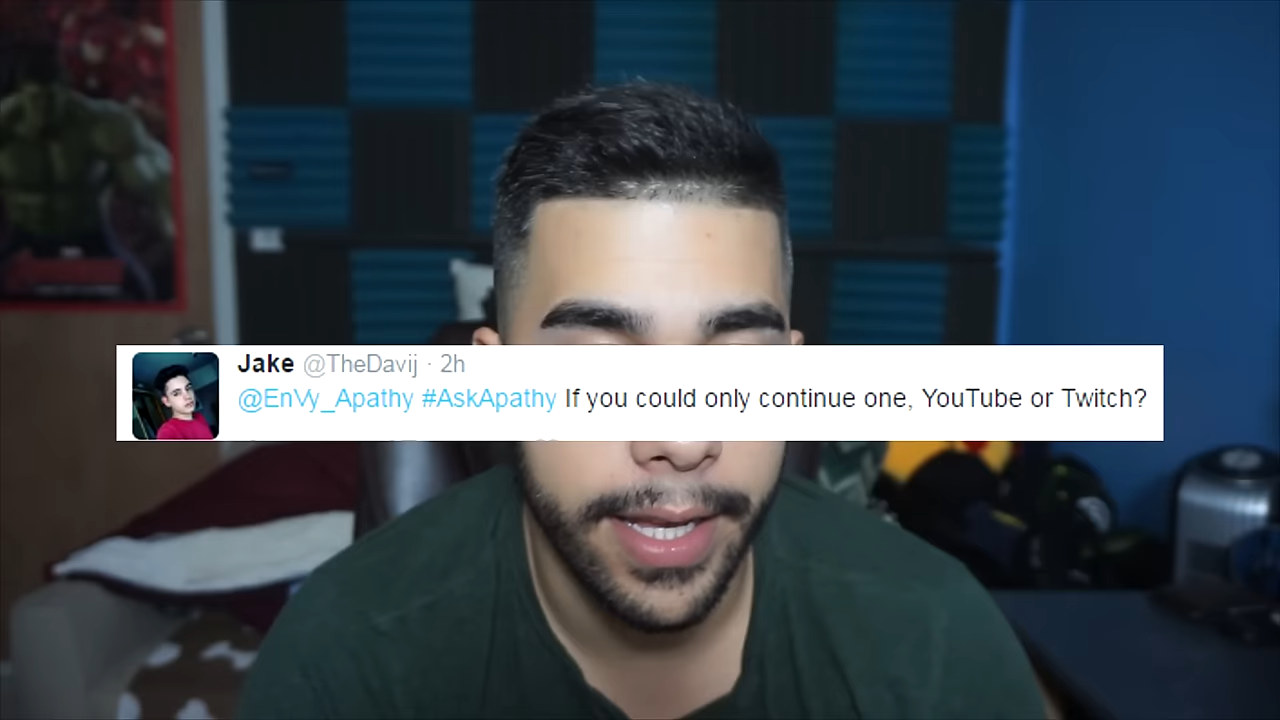 Jake @TheDavij · 2h
@EnVy_Apathy #AskApathy If you could only continue one, YouTube or Twitch?